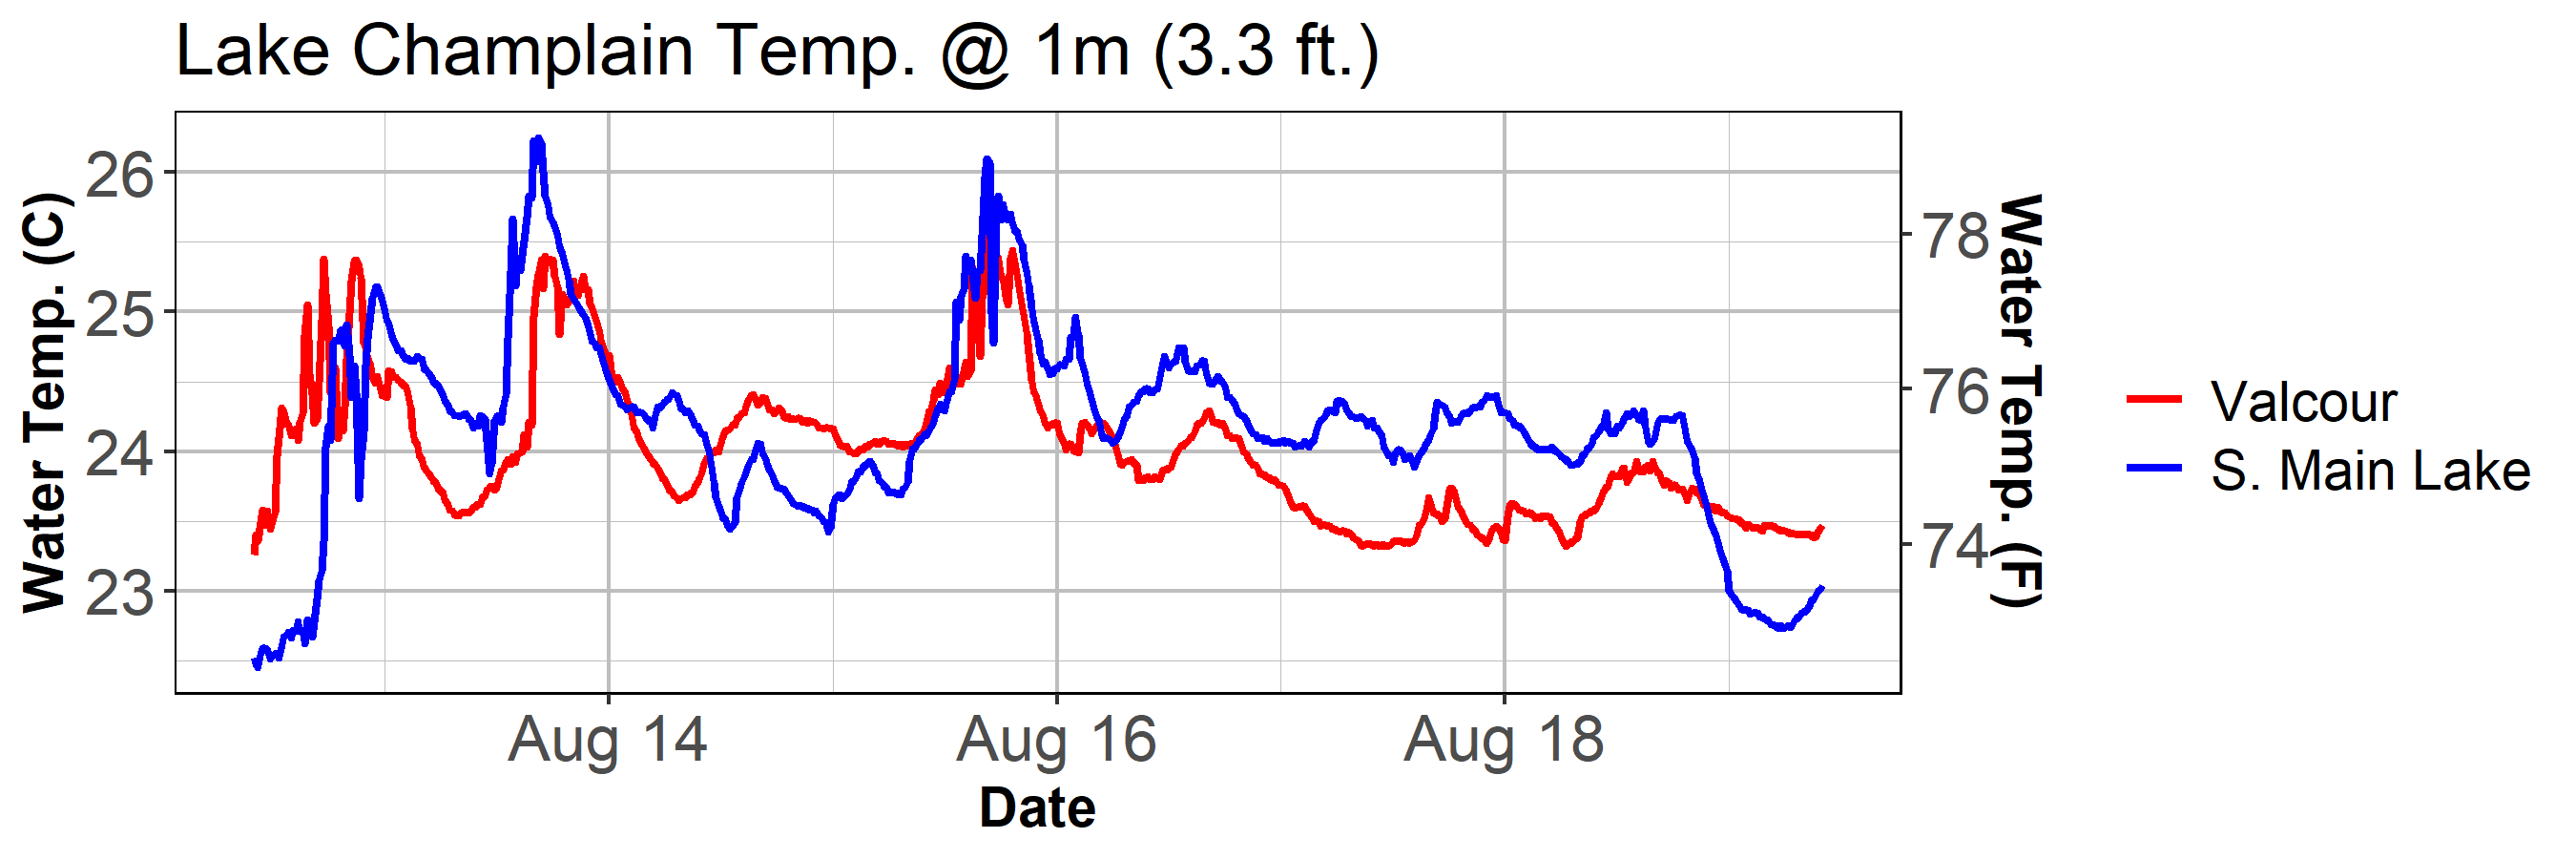 Lake Champlain Temp. @ 1m (3.3 ft.)
Water Temp. (C)
26
25
24
23
78
76
74
Water Temp. (F)
Aug 14
Aug 16
Aug 18
Date
Valcour
S. Main Lake